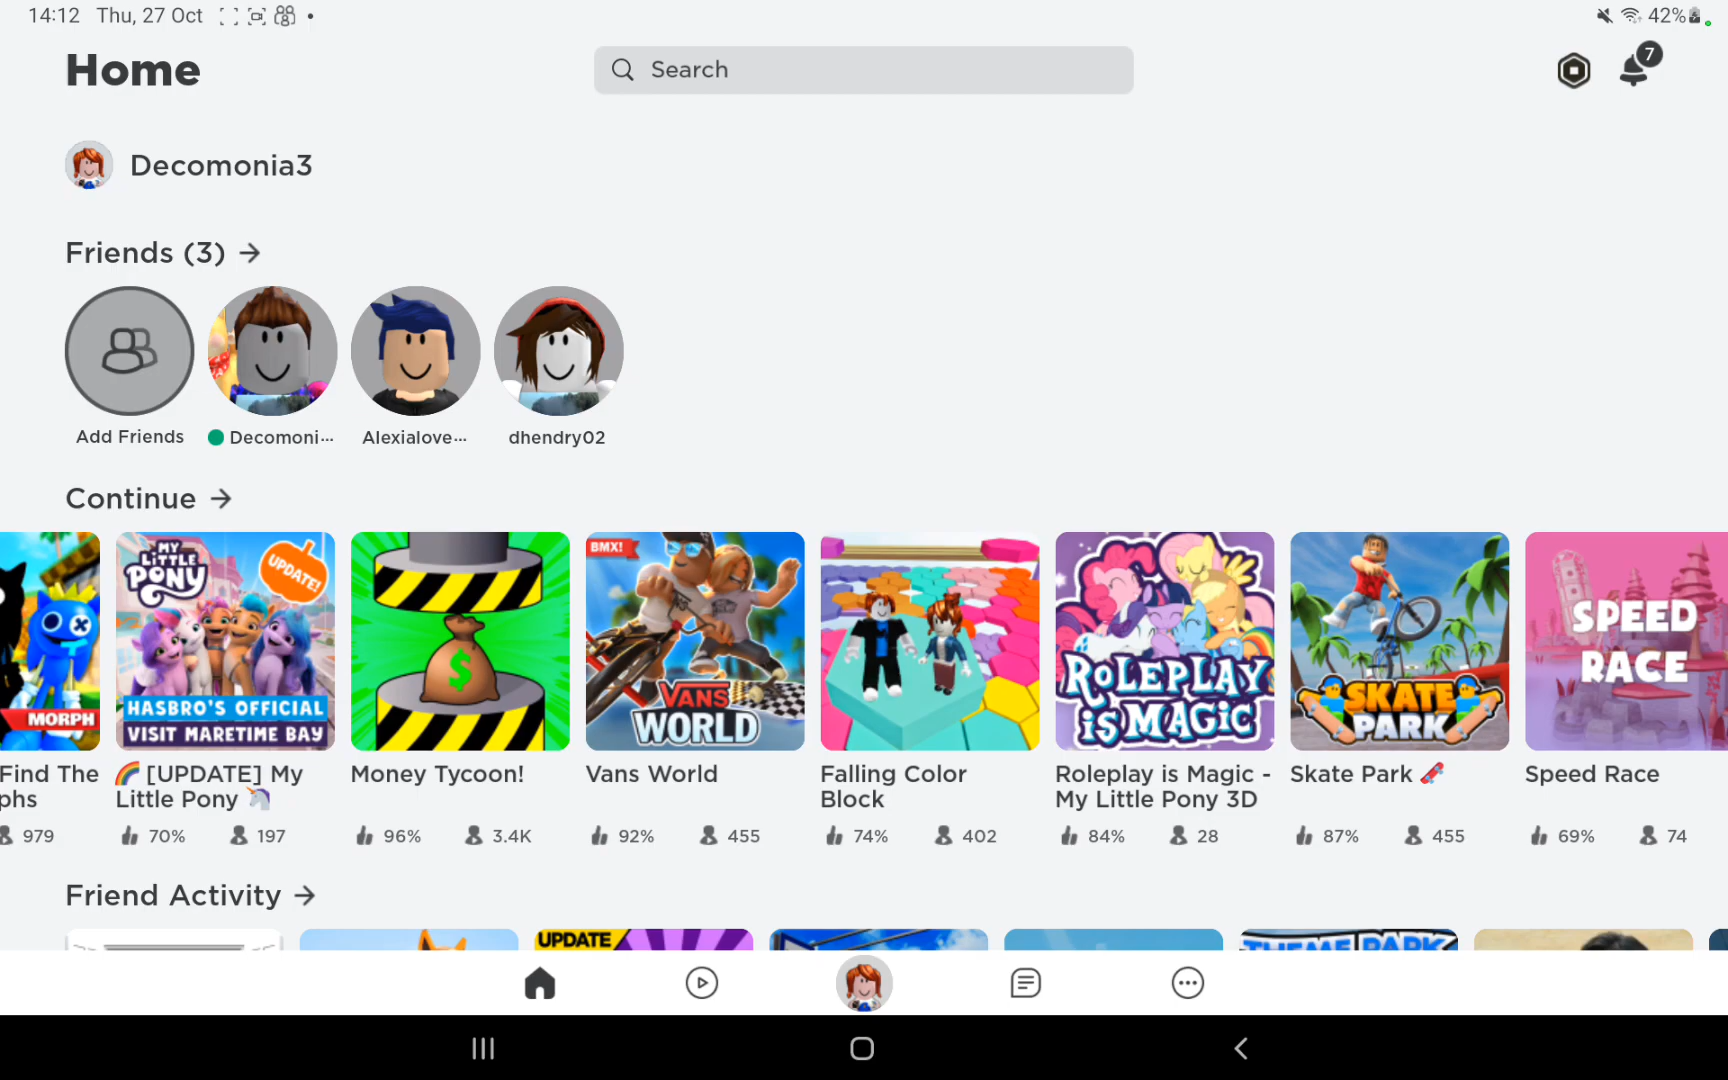 14:12 Thu, 27 Oct
42%
Home
Search
7
Decomonia3
Friends (3)
Add Friends
Decomoni...
Alexialove...
dhendry02
Continue
MORPH
MY LITTLE PONY
UPDATE!
HASBRO'S OFFICIAL
VISIT MARETIME BAY
$
BMX!
VANS
WORLD
ROLEPLAY
iS MAGiC
SKATE
PARK
SPEED
RACE
Find The
phs
979
🌈 [UPDATE] My
Little Pony 🦄
70% 197
Money Tycoon!
96% 3.4K
Vans World
92% 455
Falling Color
Block
74% 402
Roleplay is Magic -
My Little Pony 3D
84% 28
Skate Park 🛹
87% 455
Speed Race
69% 74
Friend Activity
UPDATE
THEME PARK